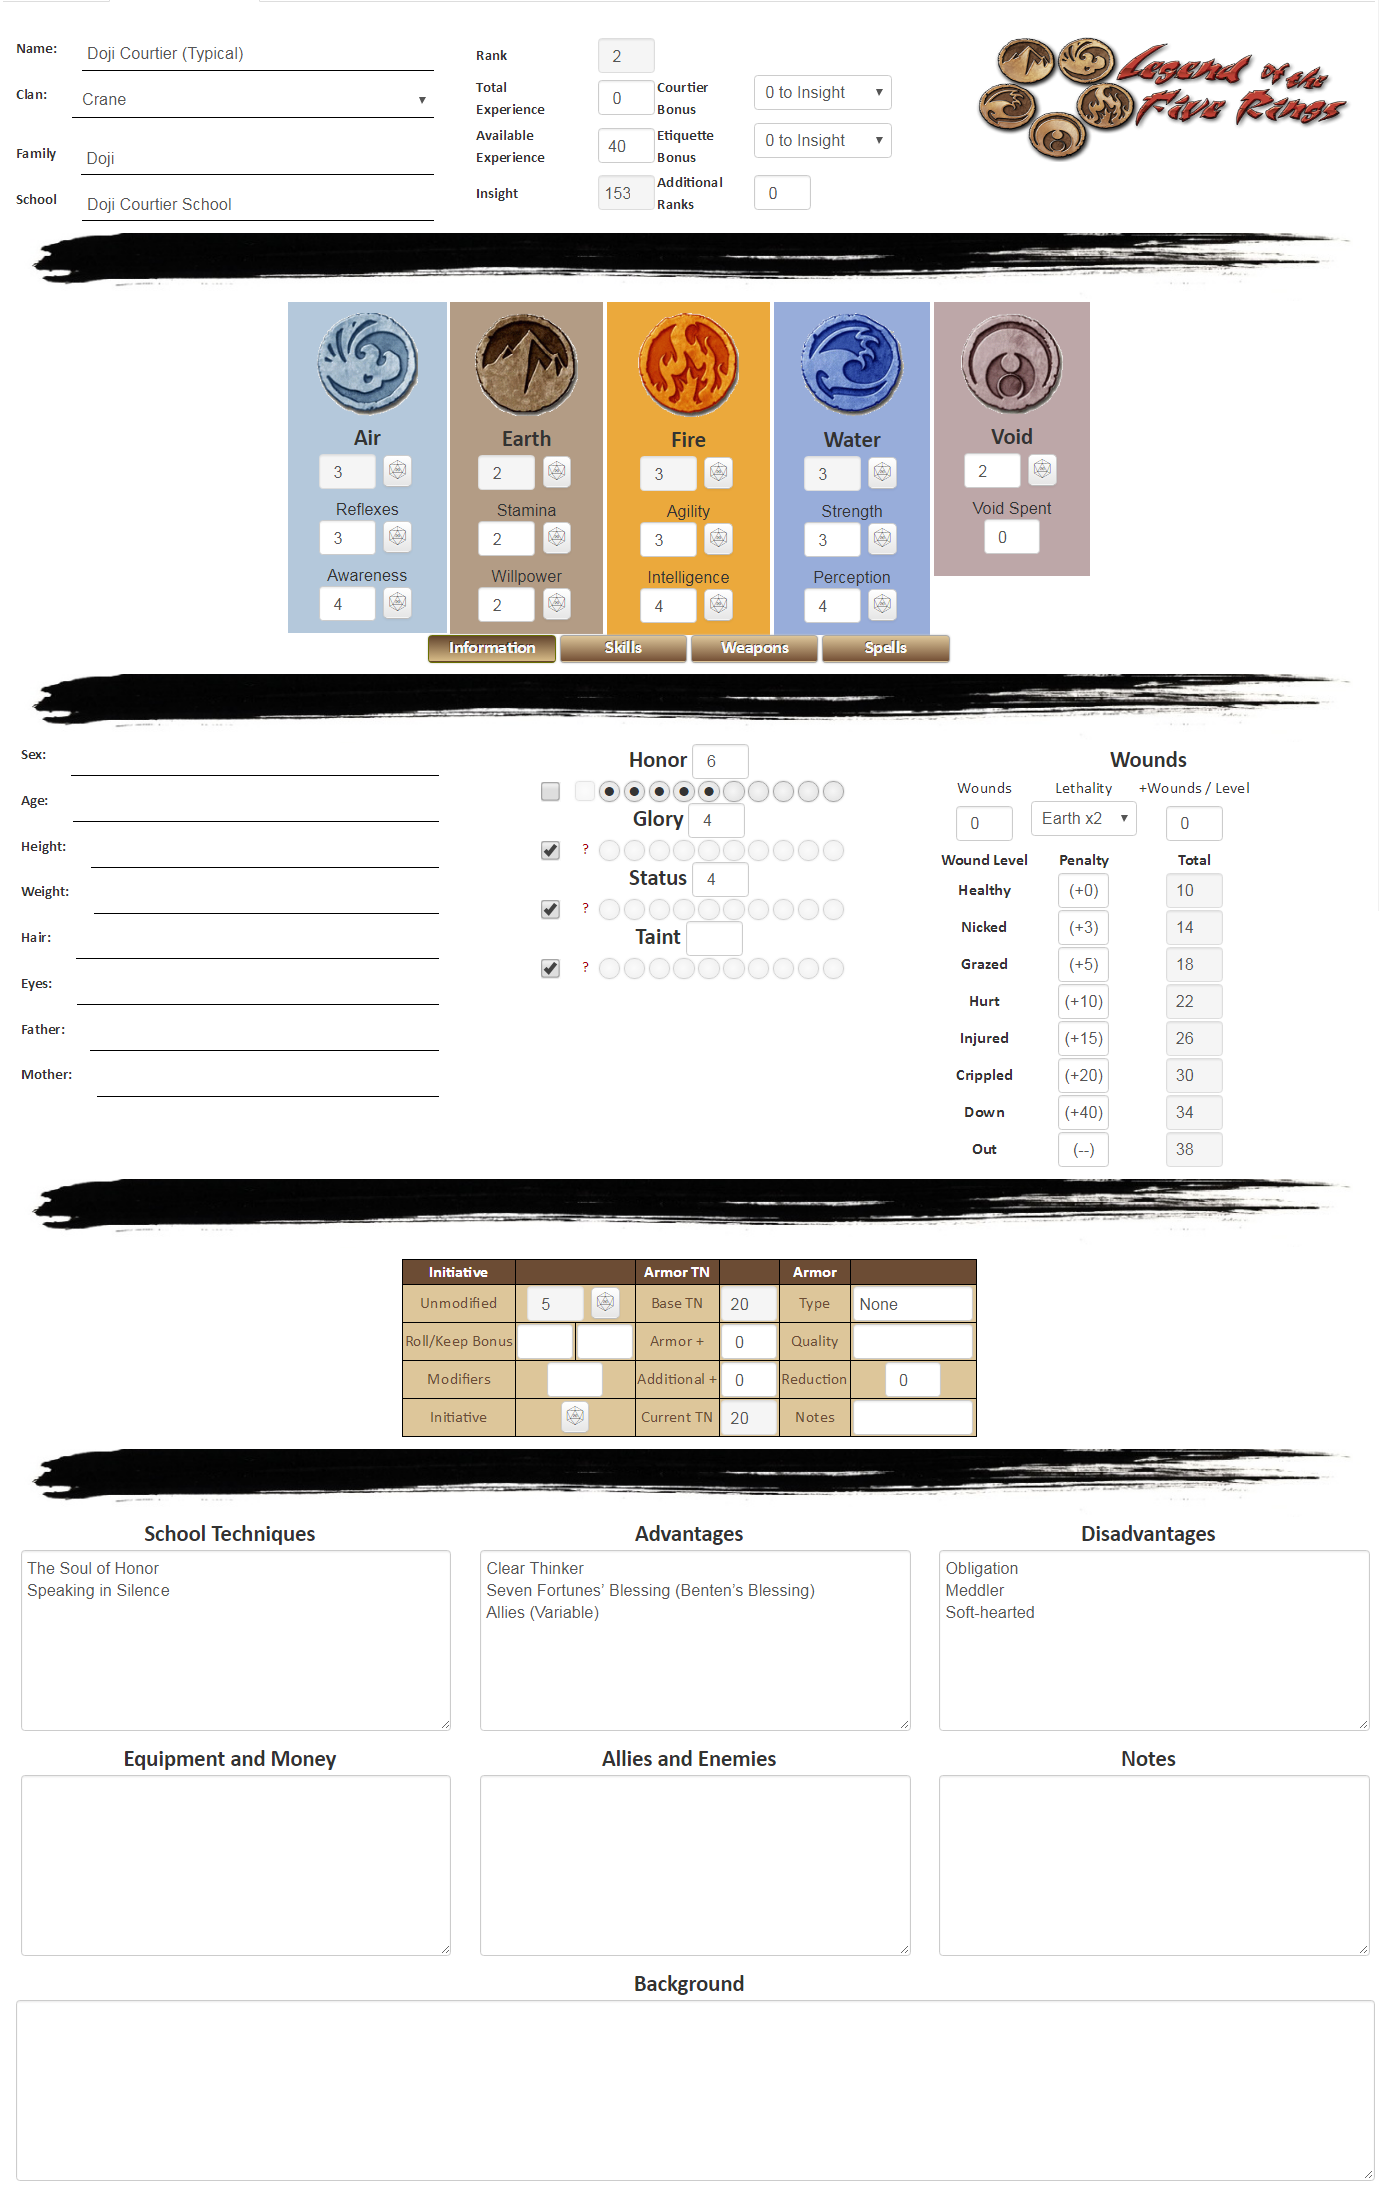 Name: Doji Courtier (Typical)
Clan: Crane
Family Doji
School Doji Courtier School
Rank 2
Total Experience 0 Courtier Bonus 0 to Insight
Available Experience 40 Etiquette Bonus 0 to Insight
Insight 153 Additional Ranks 0
Legend of the
Five Rings
Air Earth Fire Water Void
3 2 3 3 2
Reflexes Stamina Agility Strength Void Spent
3 2 3 3 0
Awareness Willpower Intelligence Perception
4 2 4 4
Information Skills Weapons Spells
Sex:
Age:
Height:
Weight:
Hair:
Eyes:
Father:
Mother:
Honor 6
Glory 4
?
Status 4
?
Taint
?
Wounds
Wounds Lethality +Wounds / Level
0 Earth x2 0
Wound Level Penalty Total
Healthy (+0) 10
Nicked (+3) 14
Grazed (+5) 18
Hurt (+10) 22
Injured (+15) 26
Crippled (+20) 30
Down (+40) 34
Out (--) 38
Initiative Armor TN Armor
Unmodified 5 Base TN 20 Type None
Roll/Keep Bonus Armor + 0 Quality
Modifiers Additional + 0 Reduction 0
Initiative Current TN 20 Notes
School Techniques
The Soul of Honor
Speaking in Silence
Advantages
Clear Thinker
Seven Fortunes’ Blessing (Benten’s Blessing)
Allies (Variable)
Disadvantages
Obligation
Meddler
Soft-hearted
Equipment and Money
Allies and Enemies
Notes
Background